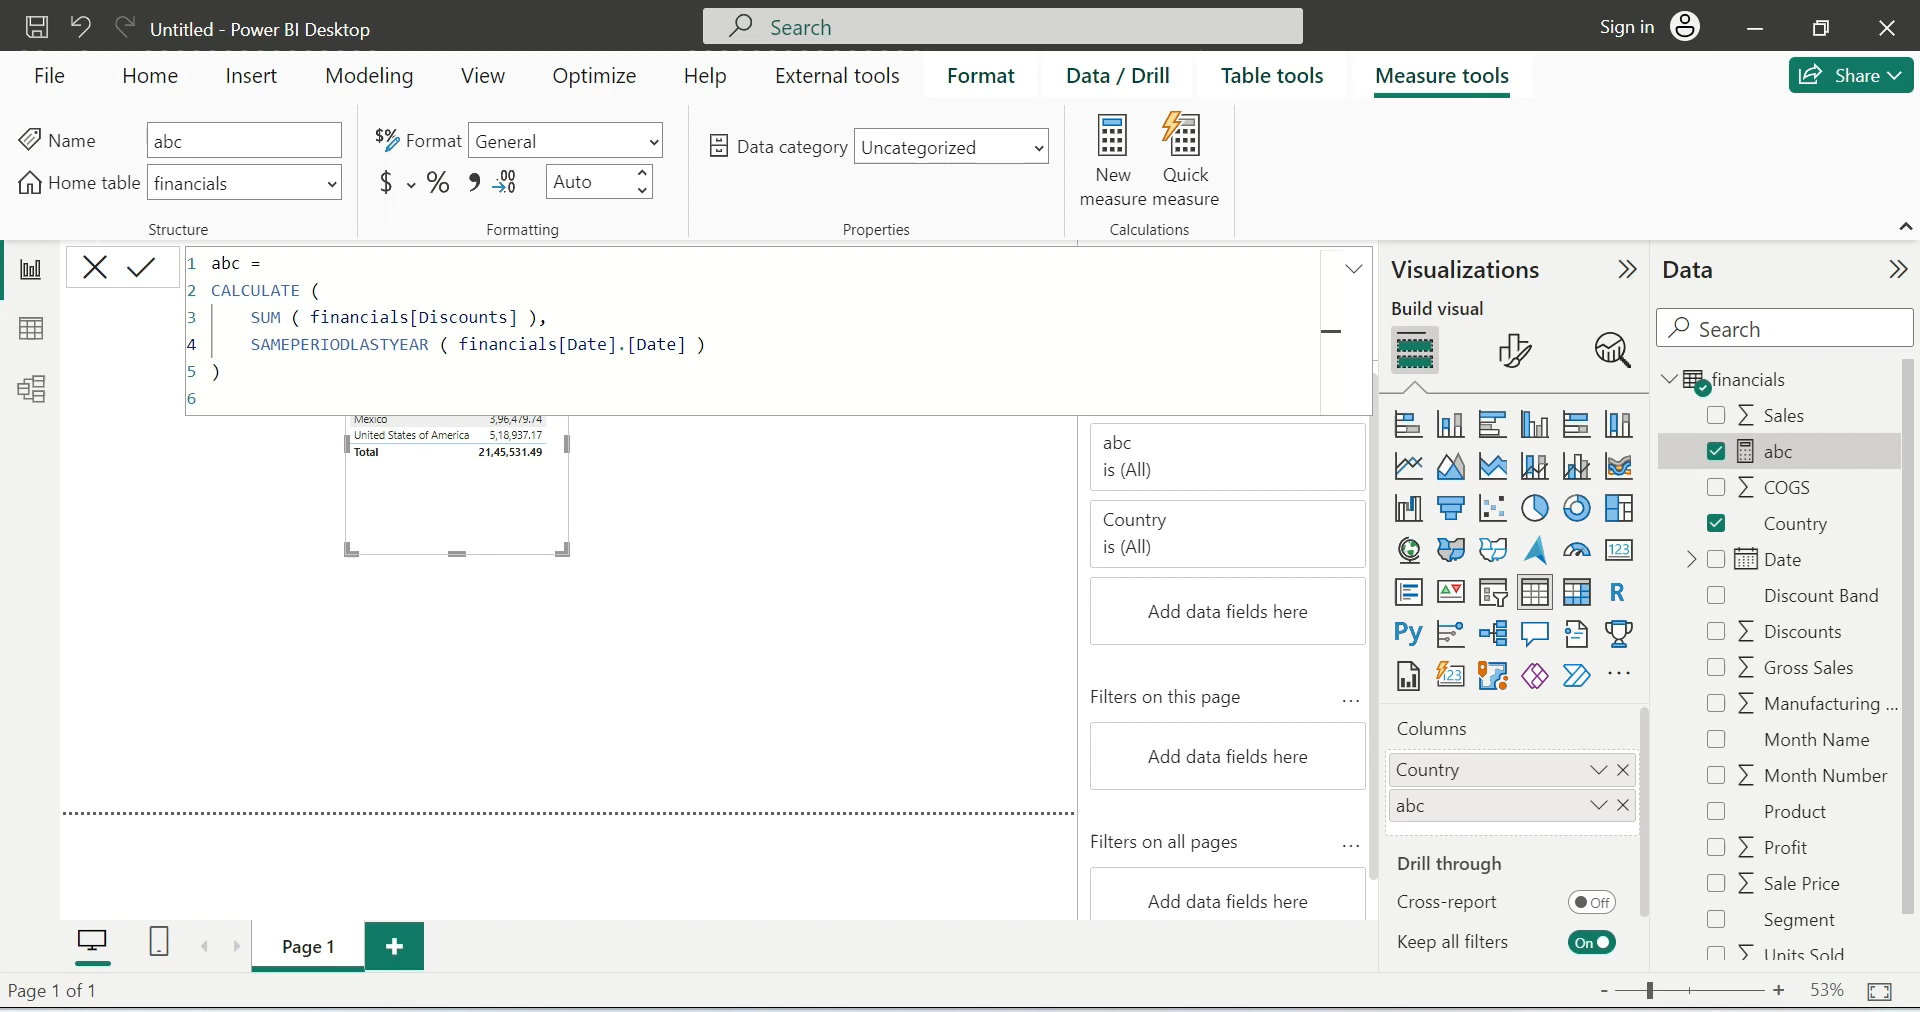 Untitled - Power BI Desktop
Search
Sign in
File Home Insert Modeling View Optimize Help External tools Format Data / Drill Table tools Measure tools
Share
Name abc
Home table financials
Structure
$% Format General
$ % , .00 Auto
Formatting
Data category Uncategorized
Properties
New measure
Quick measure
Calculations
1 abc =
2 CALCULATE (
3 SUM ( financials[Discounts] ),
4 SAMEPERIODLASTYEAR ( financials[Date].[Date] )
5 )
6
Mexico 3,96,479.74
United States of America 5,18,937.17
Total 21,45,531.49
abc
is (All)
Country
is (All)
Add data fields here
Filters on this page ...
Add data fields here
Filters on all pages ...
Add data fields here
Visualizations
Build visual
123
R
Py
123
...
Columns
Country
abc
Drill through
Cross-report Off
Keep all filters On
Data
Search
financials
Sales
abc
COGS
Country
Date
Discount Band
Discounts
Gross Sales
Manufacturing ...
Month Name
Month Number
Product
Profit
Sale Price
Segment
Units Sold
Page 1 +
Page 1 of 1
- + 53%